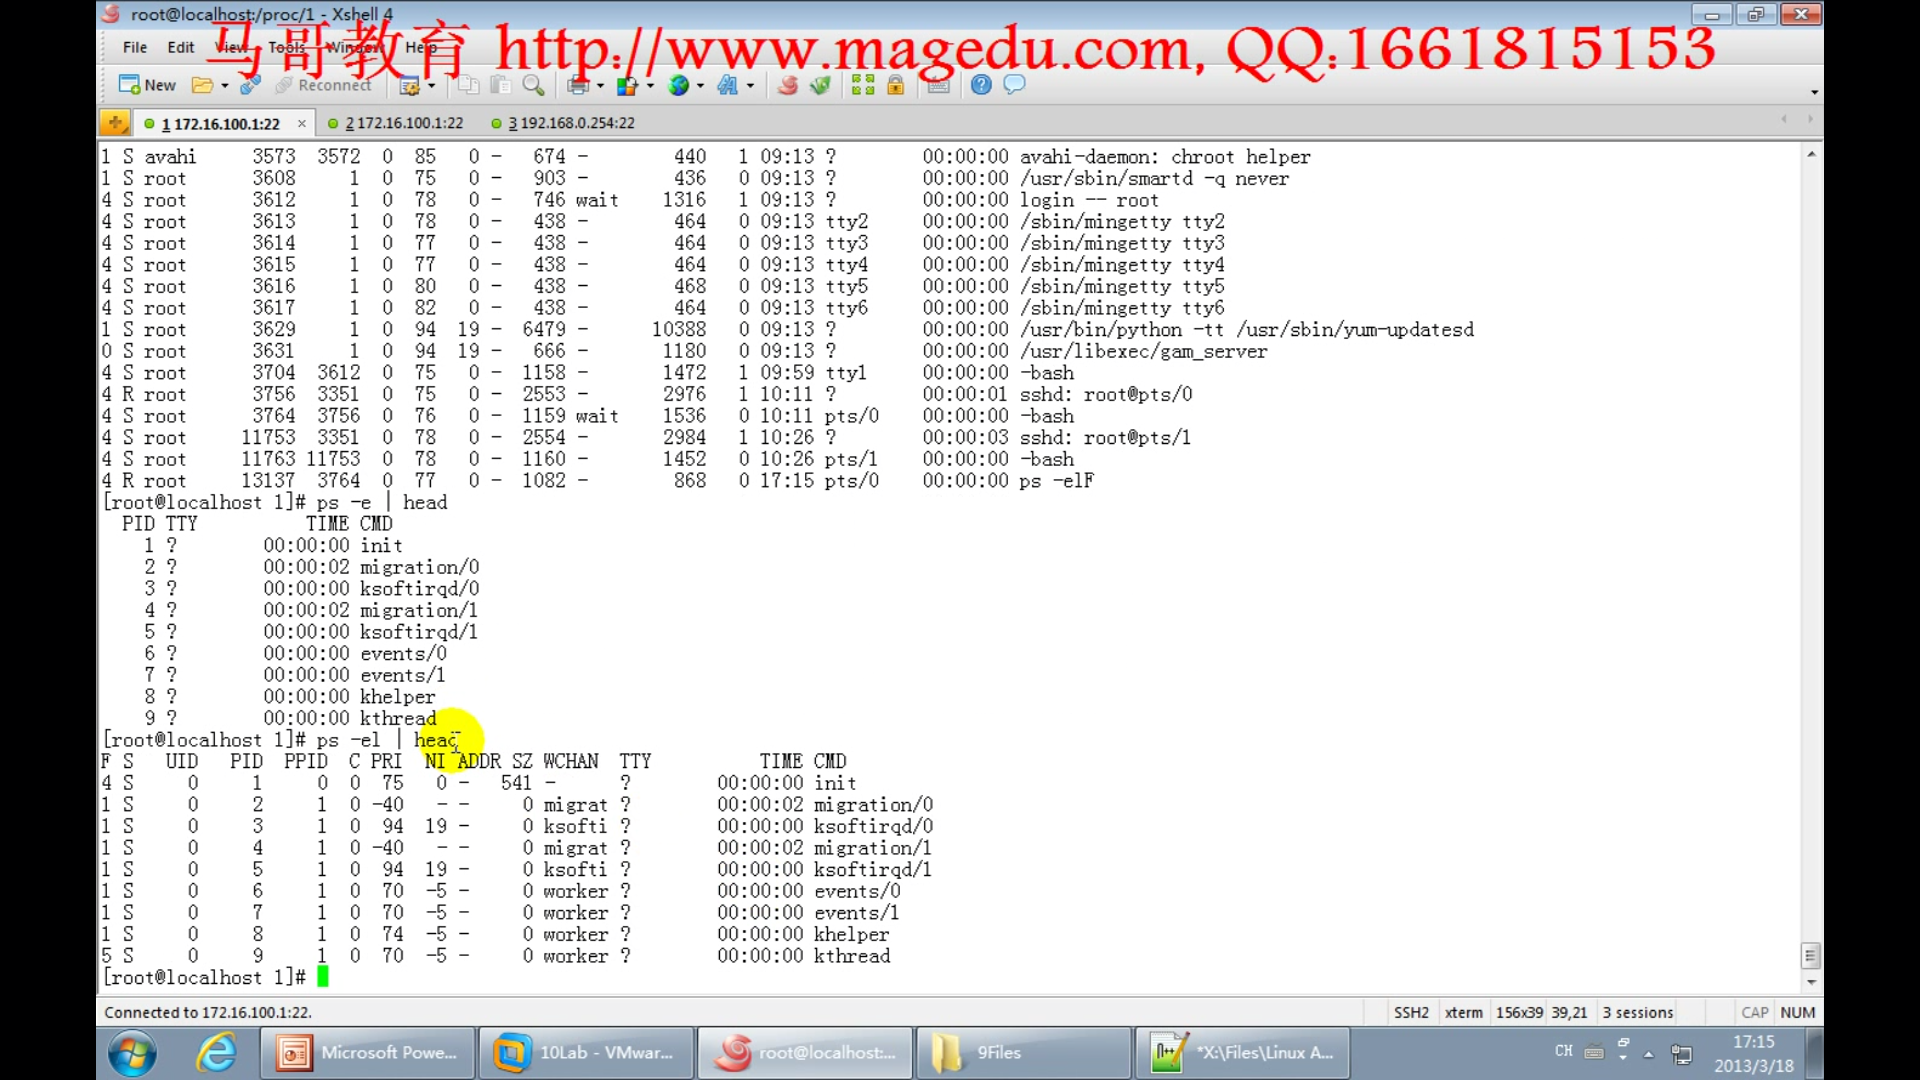 root@localhost:/proc/1 - Xshell 4
马哥教育 http://www.magedu.com, QQ:1661815153
File Edit View Tools Window Help
New Reconnect
1 172.16.100.1:22 × 2 172.16.100.1:22 3 192.168.0.254:22
1 S avahi 3573 3572 0 85 0 - 674 - 440 1 09:13 ? 00:00:00 avahi-daemon: chroot helper
1 S root 3608 1 0 75 0 - 903 - 436 0 09:13 ? 00:00:00 /usr/sbin/smartd -q never
4 S root 3612 1 0 78 0 - 746 wait 1316 1 09:13 ? 00:00:00 login -- root
4 S root 3613 1 0 78 0 - 438 - 464 0 09:13 tty2 00:00:00 /sbin/mingetty tty2
4 S root 3614 1 0 77 0 - 438 - 464 0 09:13 tty3 00:00:00 /sbin/mingetty tty3
4 S root 3615 1 0 77 0 - 438 - 464 0 09:13 tty4 00:00:00 /sbin/mingetty tty4
4 S root 3616 1 0 80 0 - 438 - 468 0 09:13 tty5 00:00:00 /sbin/mingetty tty5
4 S root 3617 1 0 82 0 - 438 - 464 0 09:13 tty6 00:00:00 /sbin/mingetty tty6
1 S root 3629 1 0 94 19 - 6479 - 10388 0 09:13 ? 00:00:00 /usr/bin/python -tt /usr/sbin/yum-updatesd
0 S root 3631 1 0 94 19 - 666 - 1180 0 09:13 ? 00:00:00 /usr/libexec/gam_server
4 S root 3704 3612 0 75 0 - 1158 - 1472 1 09:59 tty1 00:00:00 -bash
4 R root 3756 3351 0 75 0 - 2553 - 2976 1 10:11 ? 00:00:01 sshd: root@pts/0
4 S root 3764 3756 0 76 0 - 1159 wait 1536 0 10:11 pts/0 00:00:00 -bash
4 S root 11753 3351 0 78 0 - 2554 - 2984 1 10:26 ? 00:00:03 sshd: root@pts/1
4 S root 11763 11753 0 78 0 - 1160 - 1452 0 10:26 pts/1 00:00:00 -bash
4 R root 13137 3764 0 77 0 - 1082 - 868 0 17:15 pts/0 00:00:00 ps -elF
[root@localhost 1]# ps -e | head
PID TTY TIME CMD
1 ? 00:00:00 init
2 ? 00:00:02 migration/0
3 ? 00:00:00 ksoftirqd/0
4 ? 00:00:02 migration/1
5 ? 00:00:00 ksoftirqd/1
6 ? 00:00:00 events/0
7 ? 00:00:00 events/1
8 ? 00:00:00 khelper
9 ? 00:00:00 kthread
[root@localhost 1]# ps -el | head
F S UID PID PPID C PRI NI ADDR SZ WCHAN TTY TIME CMD
4 S 0 1 0 0 75 0 - 541 - ? 00:00:00 init
1 S 0 2 1 0 -40 - - 0 migrat ? 00:00:02 migration/0
1 S 0 3 1 0 94 19 - 0 ksofti ? 00:00:00 ksoftirqd/0
1 S 0 4 1 0 -40 - - 0 migrat ? 00:00:02 migration/1
1 S 0 5 1 0 94 19 - 0 ksofti ? 00:00:00 ksoftirqd/1
1 S 0 6 1 0 70 -5 - 0 worker ? 00:00:00 events/0
1 S 0 7 1 0 70 -5 - 0 worker ? 00:00:00 events/1
1 S 0 8 1 0 74 -5 - 0 worker ? 00:00:00 khelper
5 S 0 9 1 0 70 -5 - 0 worker ? 00:00:00 kthread
[root@localhost 1]#
Connected to 172.16.100.1:22. SSH2 xterm 156x39 39,21 3 sessions CAP NUM
Microsoft Powe... 10Lab - VMwar... root@localhost:... 9Files *X:\Files\Linux A... CH 17:15
2013/3/18